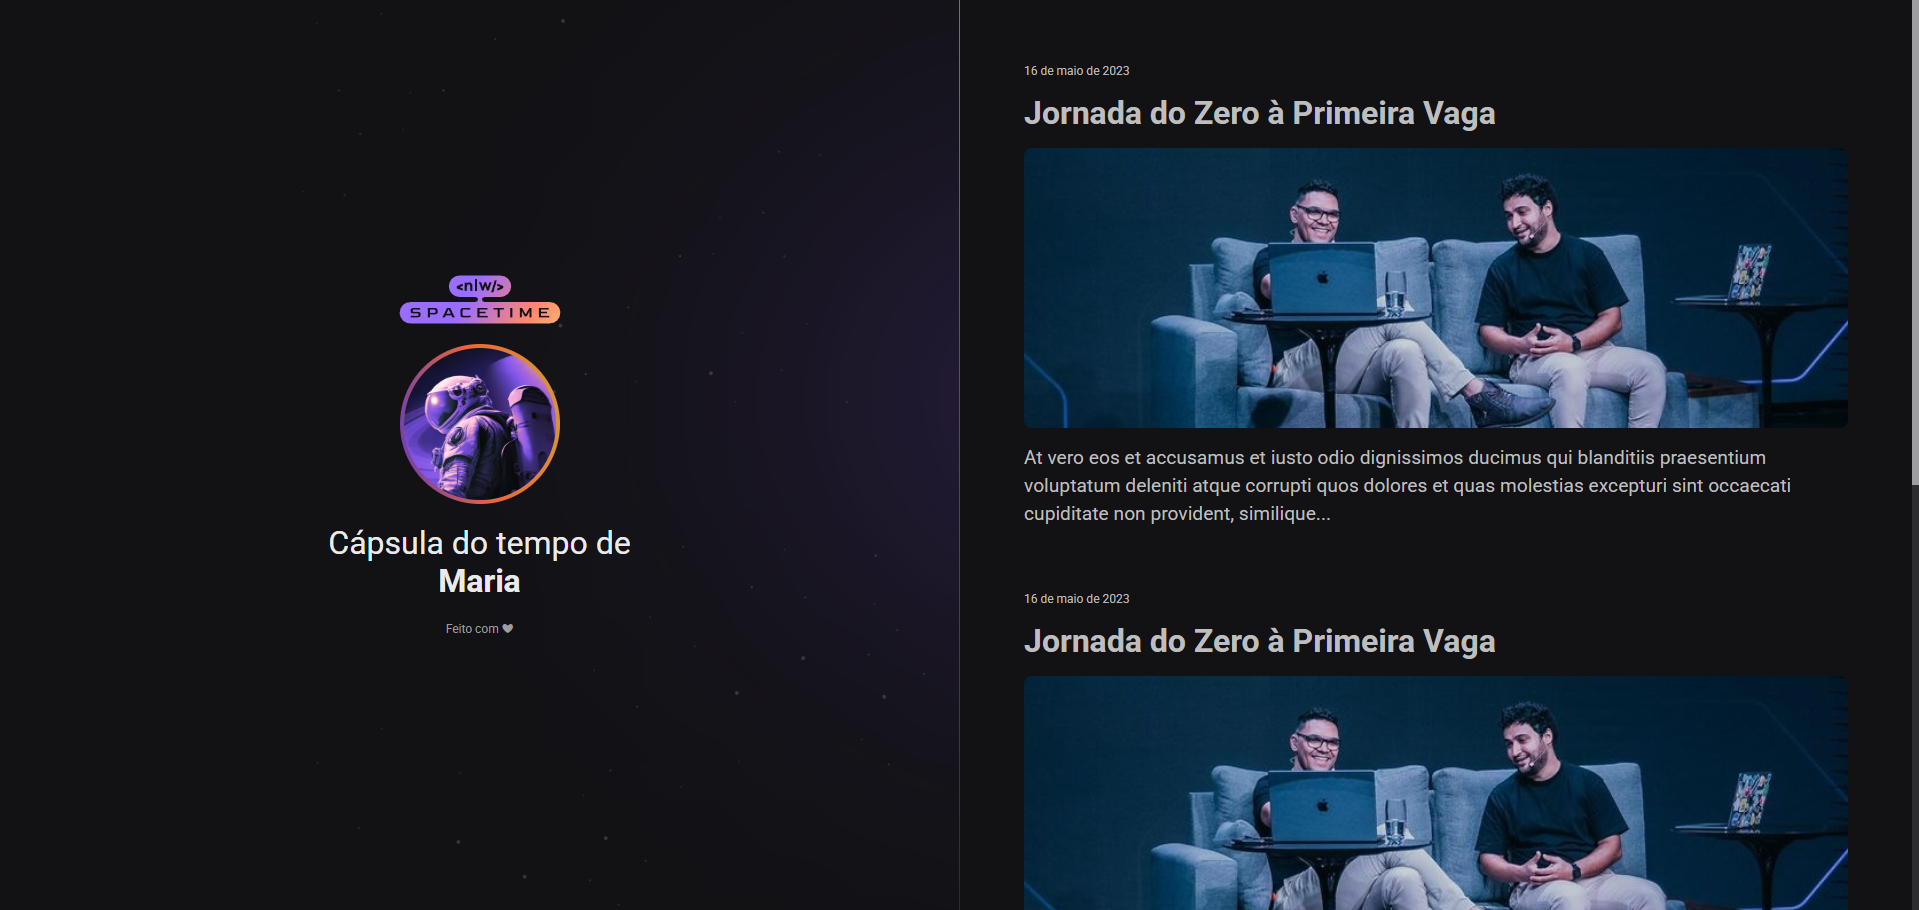 <nlw/>
SPACETIME
Cápsula do tempo de
Maria
Feito com ♥
16 de maio de 2023
Jornada do Zero à Primeira Vaga
At vero eos et accusamus et iusto odio dignissimos ducimus qui blanditiis praesentium
voluptatum deleniti atque corrupti quos dolores et quas molestias excepturi sint occaecati
cupiditate non provident, similique...
16 de maio de 2023
Jornada do Zero à Primeira Vaga